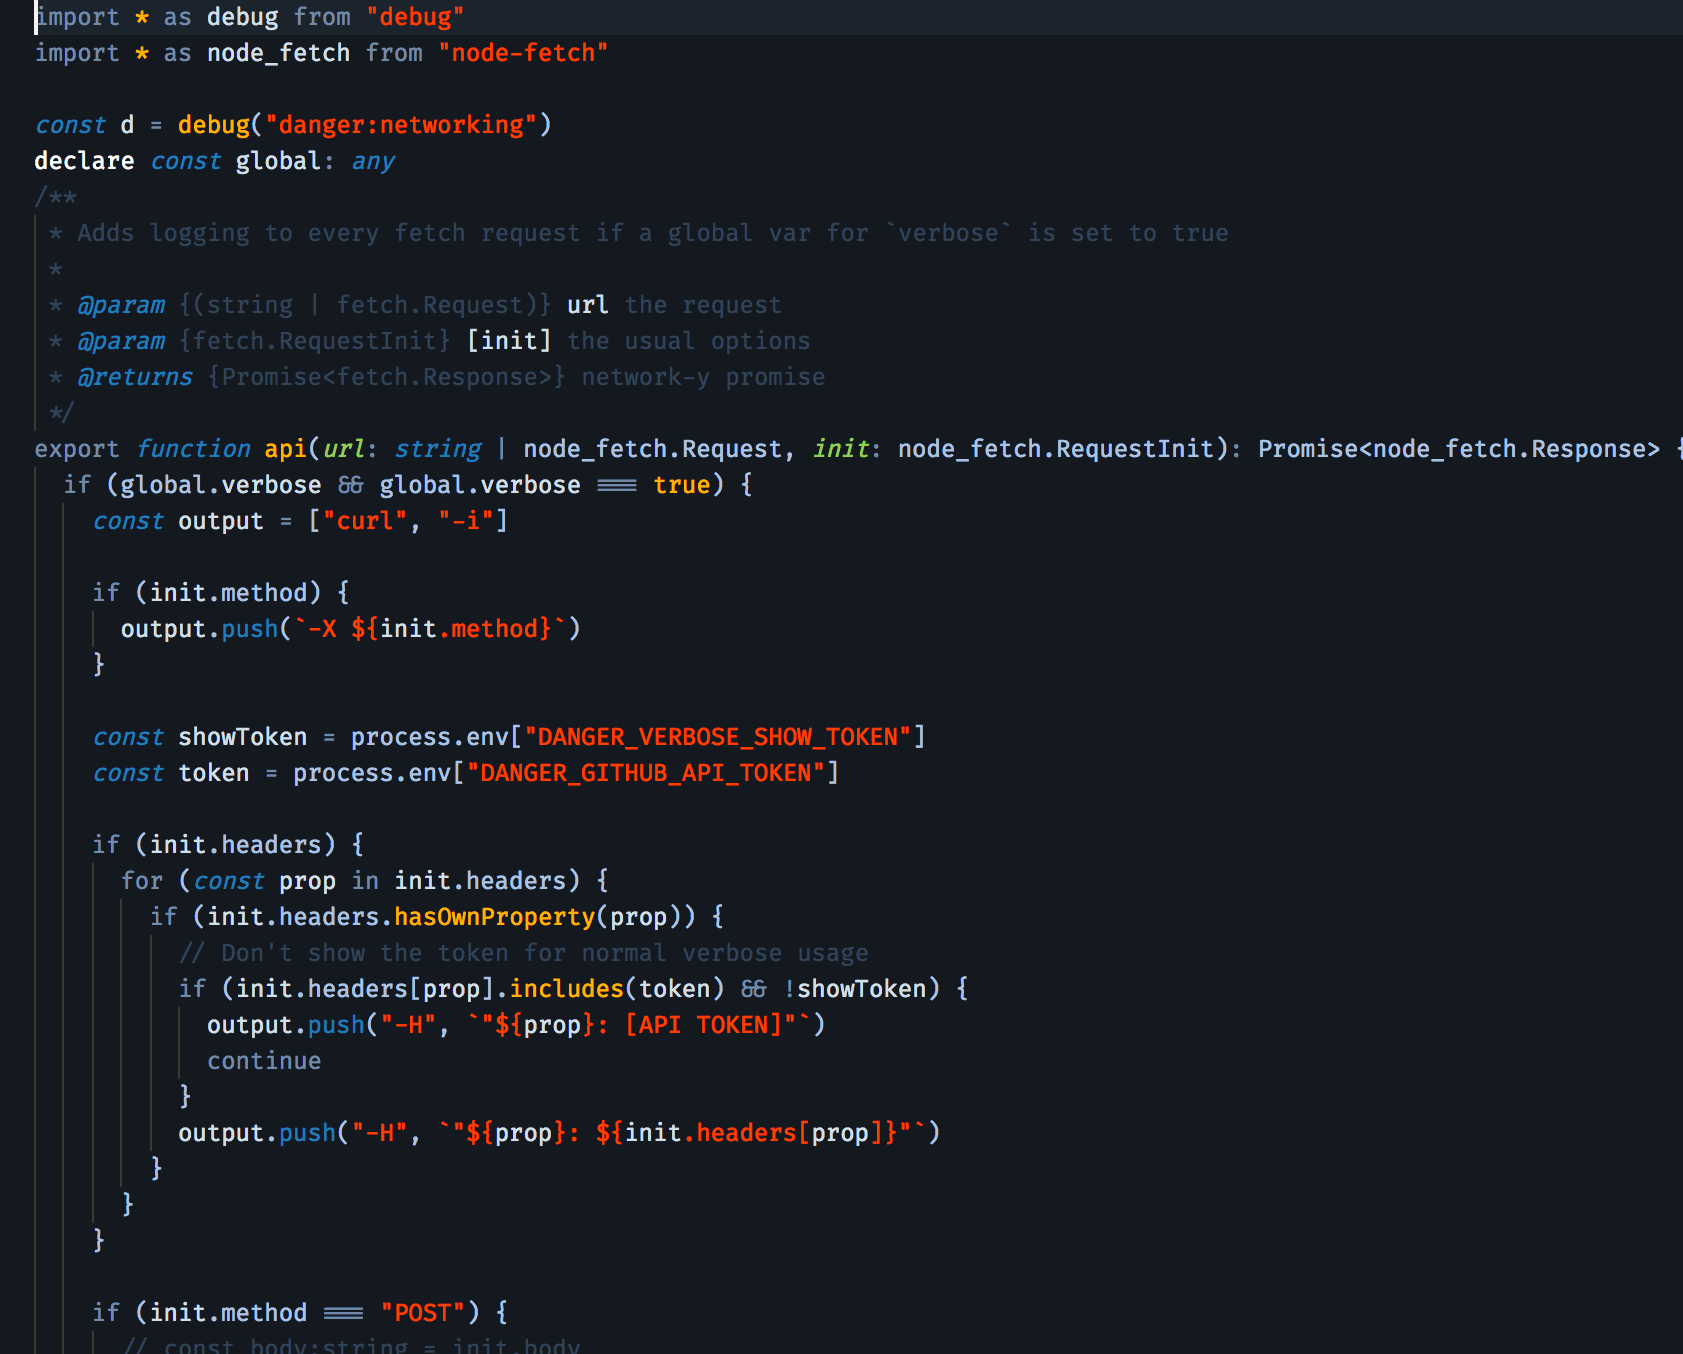 import * as debug from "debug"
import * as node_fetch from "node-fetch"

const d = debug("danger:networking")
declare const global: any
/**
 * Adds logging to every fetch request if a global var for `verbose` is set to true
 *
 * @param {(string | fetch.Request)} url the request
 * @param {fetch.RequestInit} [init] the usual options
 * @returns {Promise<fetch.Response>} network-y promise
 */
export function api(url: string | node_fetch.Request, init: node_fetch.RequestInit): Promise<node_fetch.Response> {
  if (global.verbose && global.verbose === true) {
    const output = ["curl", "-i"]

    if (init.method) {
      output.push(`-X ${init.method}`)
    }

    const showToken = process.env["DANGER_VERBOSE_SHOW_TOKEN"]
    const token = process.env["DANGER_GITHUB_API_TOKEN"]

    if (init.headers) {
      for (const prop in init.headers) {
        if (init.headers.hasOwnProperty(prop)) {
          // Don't show the token for normal verbose usage
          if (init.headers[prop].includes(token) && !showToken) {
            output.push("-H", `"${prop}: [API TOKEN]"`)
            continue
          }
          output.push("-H", `"${prop}: ${init.headers[prop]}"`)
        }
      }
    }

    if (init.method === "POST") {
      // const body:string = init.body